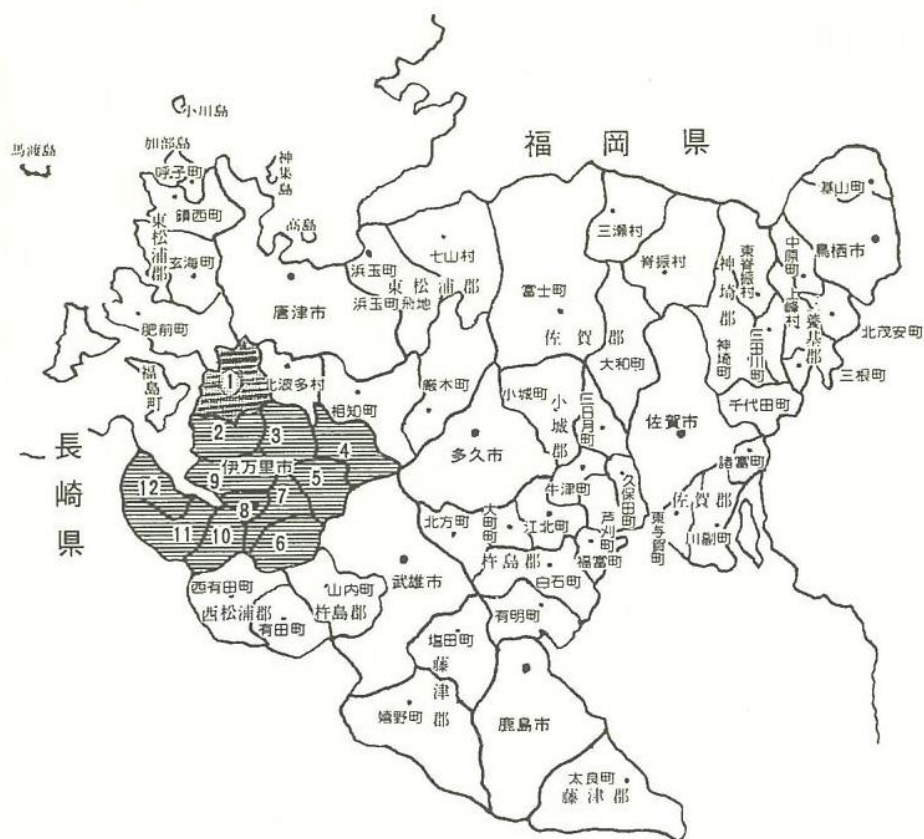 小川島
加部島
馬渡島
呼子町
神集島
福岡県
鎮西町
高島
東松浦郡
玄海町
基山町
三瀬村
七山村
浜玉町
東松浦郡
浜玉町飛地
脊振村
神埼郡
東脊振村
中原町
鳥栖市
唐津市
富士町
佐賀郡
上峰村
三養基郡
北茂安町
肥前町
大和町
神埼町
三田川町
三根町
福島町
①
北波多村
相知町
厳木町
小城町
小城郡
三日月町
佐賀市
千代田町
2
3
4
多久市
諸富町
長崎県
9
伊万里市
5
7
8
12
11
10
6
牛津町
久保田町
佐賀郡
北方町
大町町
江北町
芦刈町
東与賀町
川副町
杵島郡
福富町
武雄市
白石町
西有田町
山内町
西松浦郡
杵島郡
有田町
有明町
塩田町
藤津郡
嬉野町
鹿島市
太良町
藤津郡